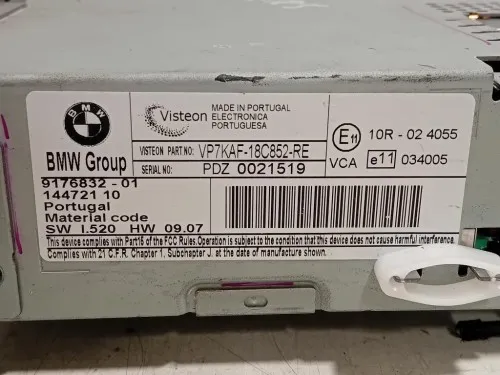 BMW
Visteon
MADE IN PORTUGAL
ELECTRONICA
PORTUGUESA
E11
10R - 02 4055
BMW Group
VISTEON PART NO: VP7KAF-18C852-RE
SERIAL NO: PDZ 0021519
VCA e11 034005
9176832 - 01
144721 10
Portugal
Material code
SW I.520 HW 09.07
This device complies with Part15 of the FCC Rules.Operation is subject to the condition that this device does not cause harmful interference.
Complies with 21 C.F.R. Chapter 1, Subchapter J. at the date of manufacture shown.